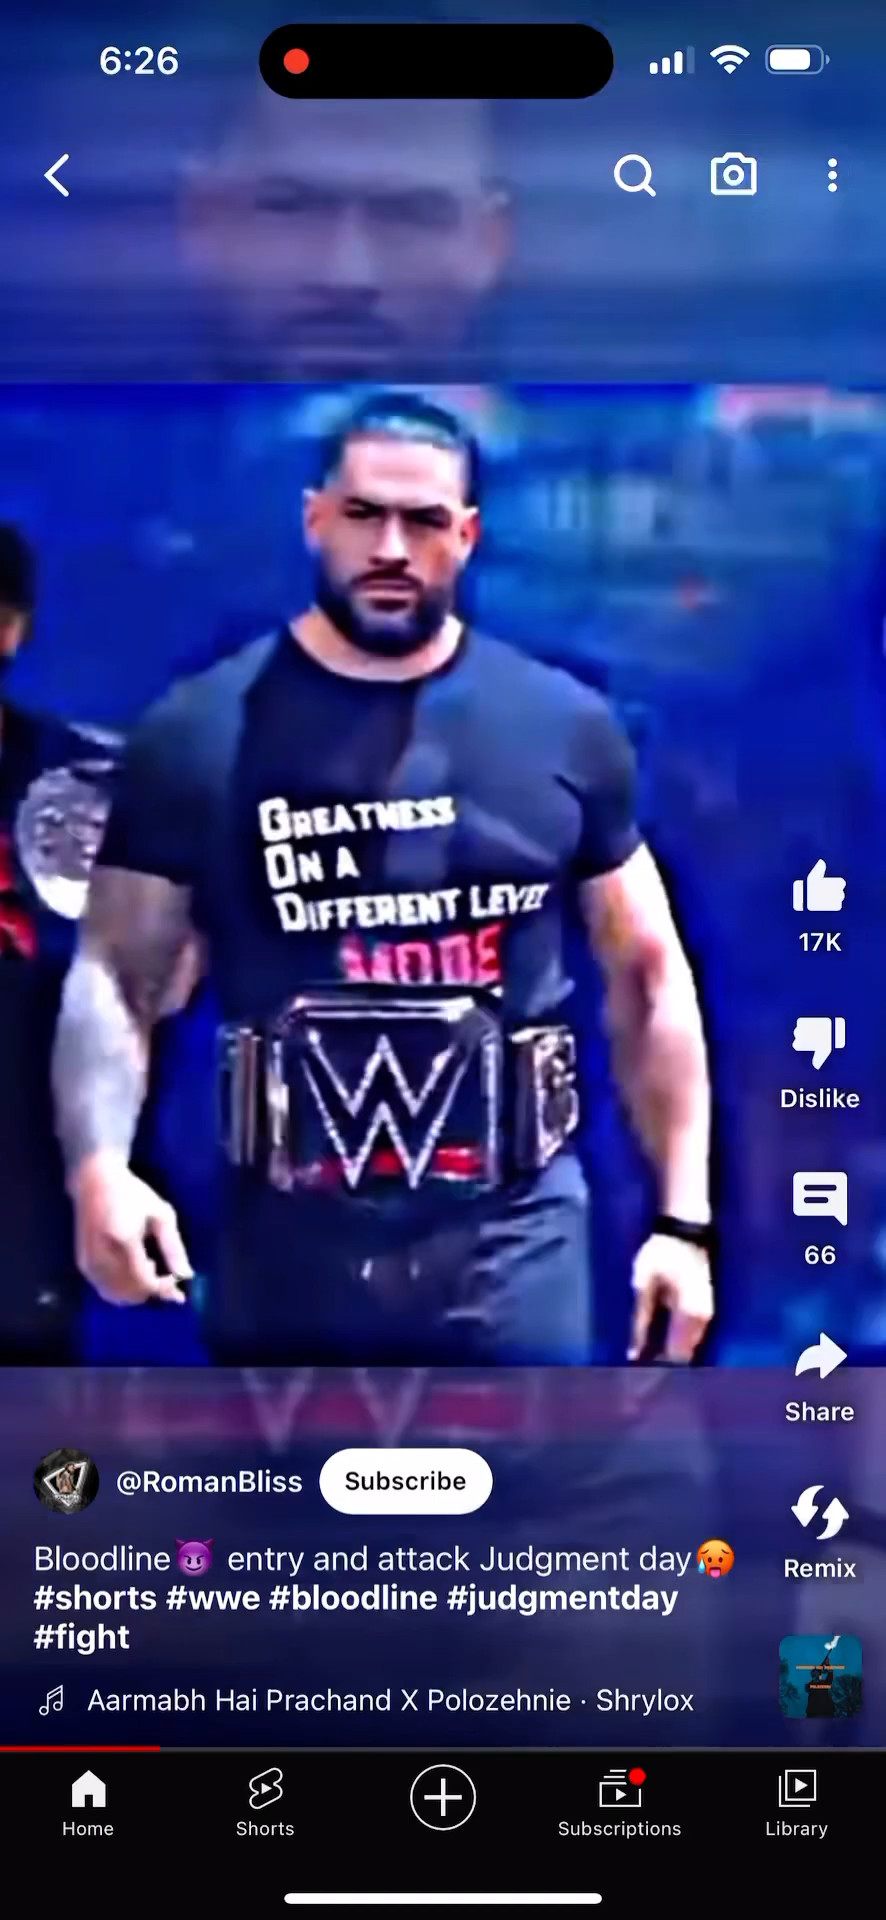 6:26
GREATNESS
ON A
DIFFERENT LEVEL
MODE
W
17K
Dislike
66
Share
@RomanBliss
Subscribe
Bloodline😈 entry and attack Judgment day🥵
#shorts #wwe #bloodline #judgmentday
#fight
Remix
Aarmabh Hai Prachand X Polozehnie · Shrylox
Home
Shorts
Subscriptions
Library